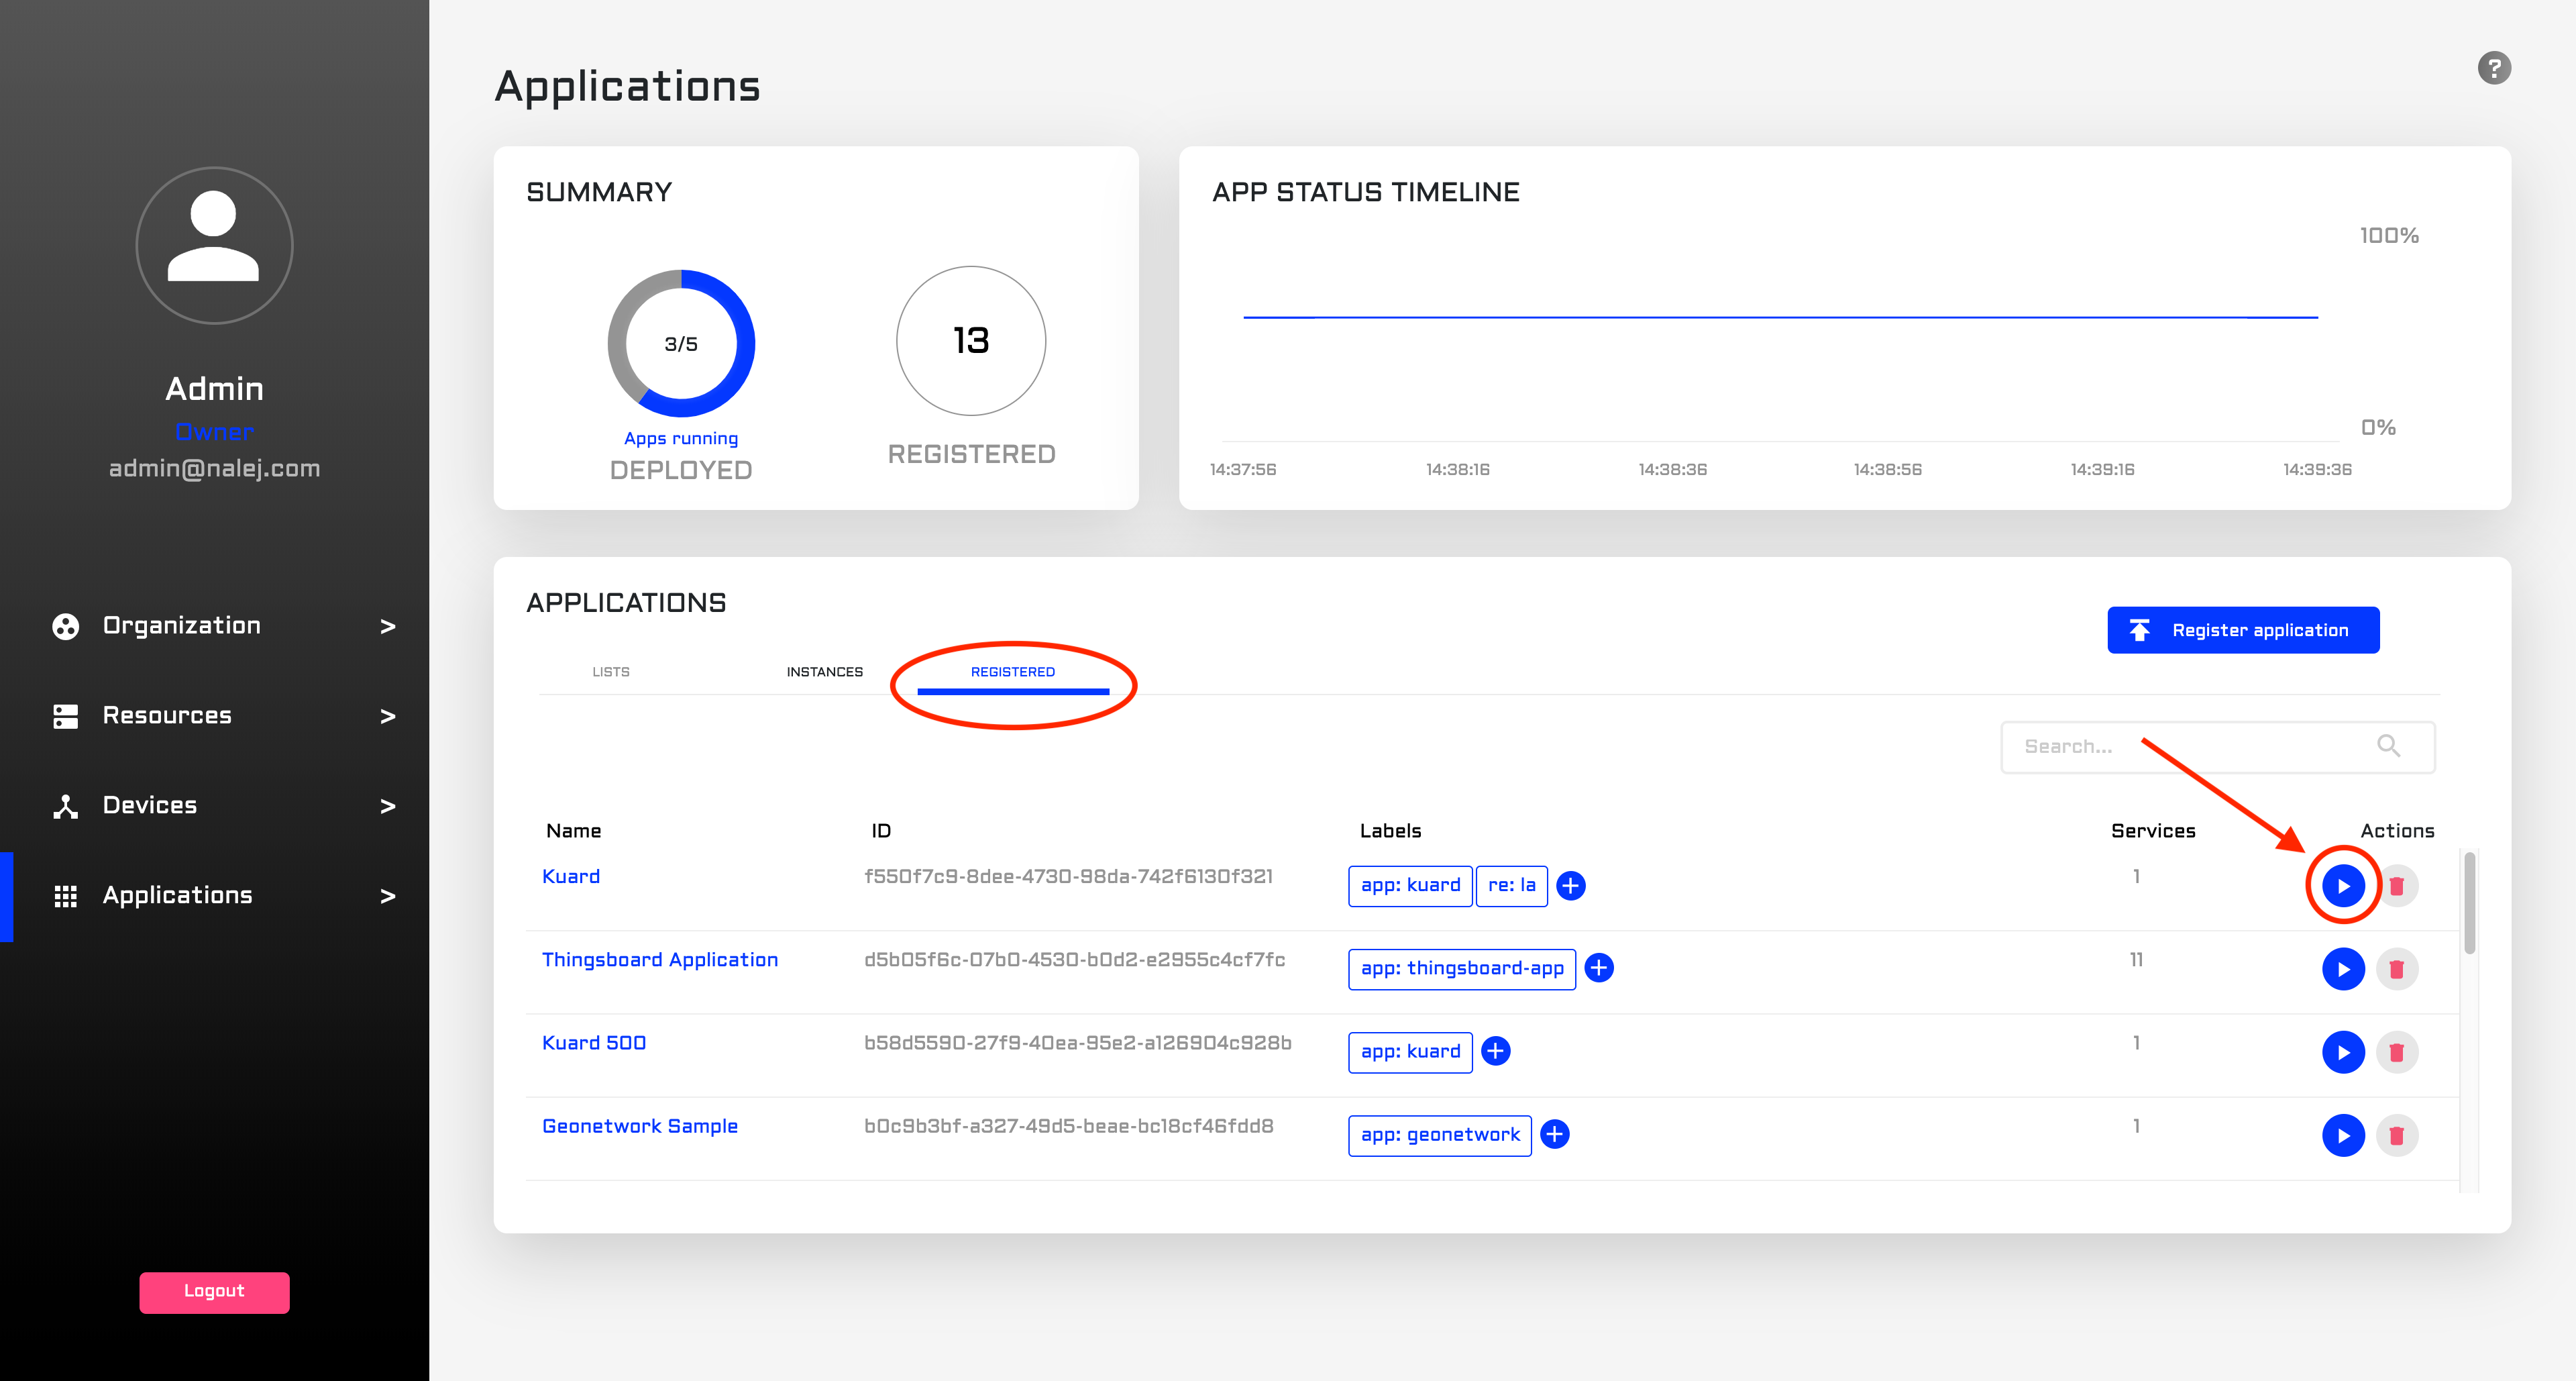 Admin
Owner
admin@nalej.com
Organization >
Resources >
Devices >
Applications >
Logout
Applications
?
SUMMARY
3/5
Apps running
DEPLOYED
13
REGISTERED
APP STATUS TIMELINE
100%
0%
14:37:56 14:38:16 14:38:36 14:38:56 14:39:16 14:39:36
APPLICATIONS
Register application
LISTS INSTANCES REGISTERED
Search...
Name ID Labels Services Actions
Kuard f550f7c9-8dee-4730-98da-742f6130f321 app: kuard re: la 1
Thingsboard Application d5b05f6c-07b0-4530-b0d2-e2955c4cf7fc app: thingsboard-app 11
Kuard 500 b58d5590-27f9-40ea-95e2-a126904c928b app: kuard 1
Geonetwork Sample b0c9b3bf-a327-49d5-beae-bc18cf46fdd8 app: geonetwork 1